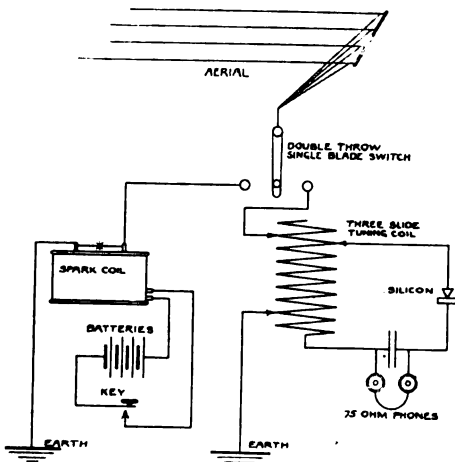 AERIAL
DOUBLE THROW
SINGLE BLADE SWITCH
THREE SLIDE
TUNING COIL
SPARK COIL
SILICON
BATTERIES
KEY
75 OHM PHONES
EARTH
EARTH